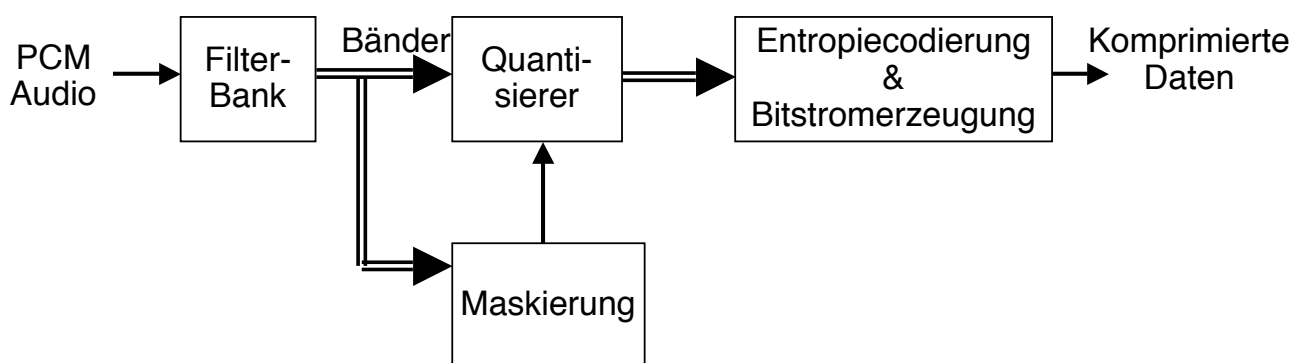 PCM
Audio
Filter-
Bank
Bänder
Quanti-
sierer
Entropiecodierung
&
Bitstromerzeugung
Komprimierte
Daten
Maskierung